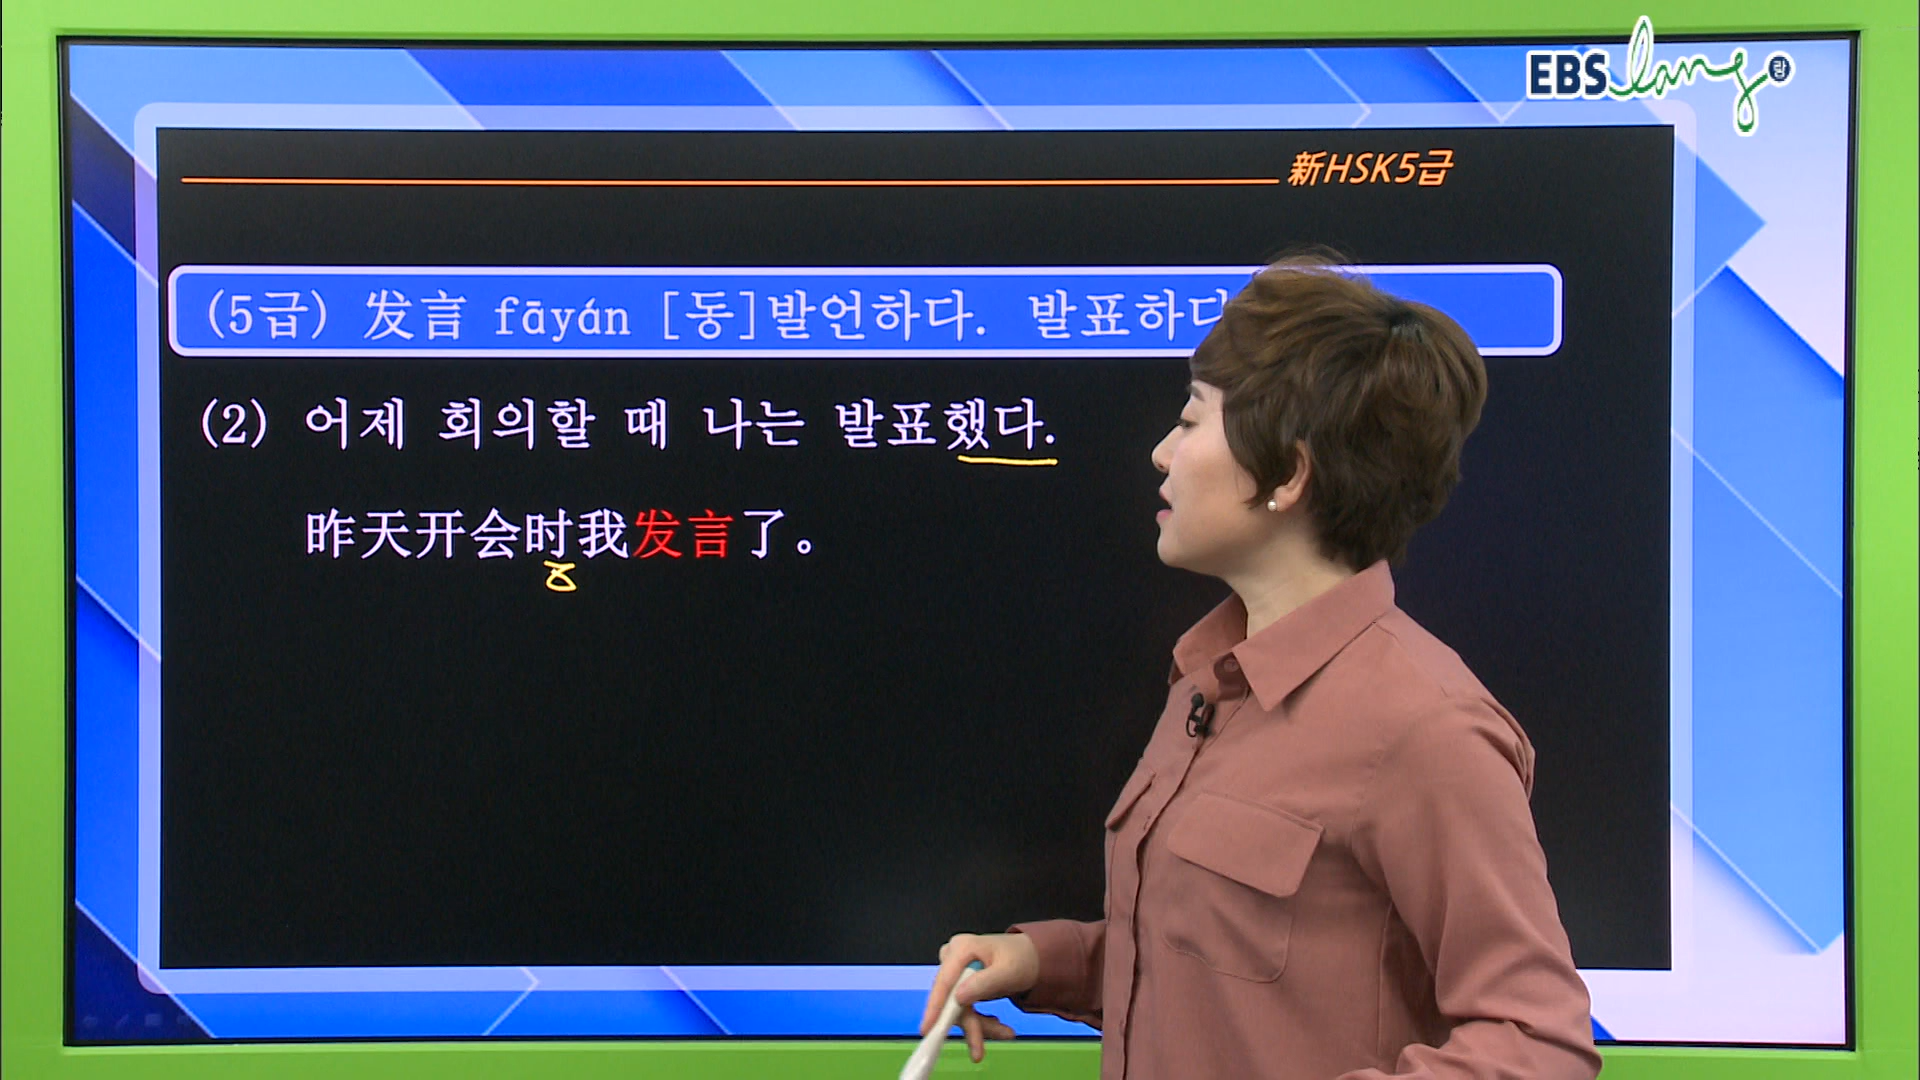 EBS lang 랑
新HSK5급
(5급) 发言 fāyán [동]발언하다. 발표하다
(2) 어제 회의할 때 나는 발표했다.
昨天开会时我发言了。